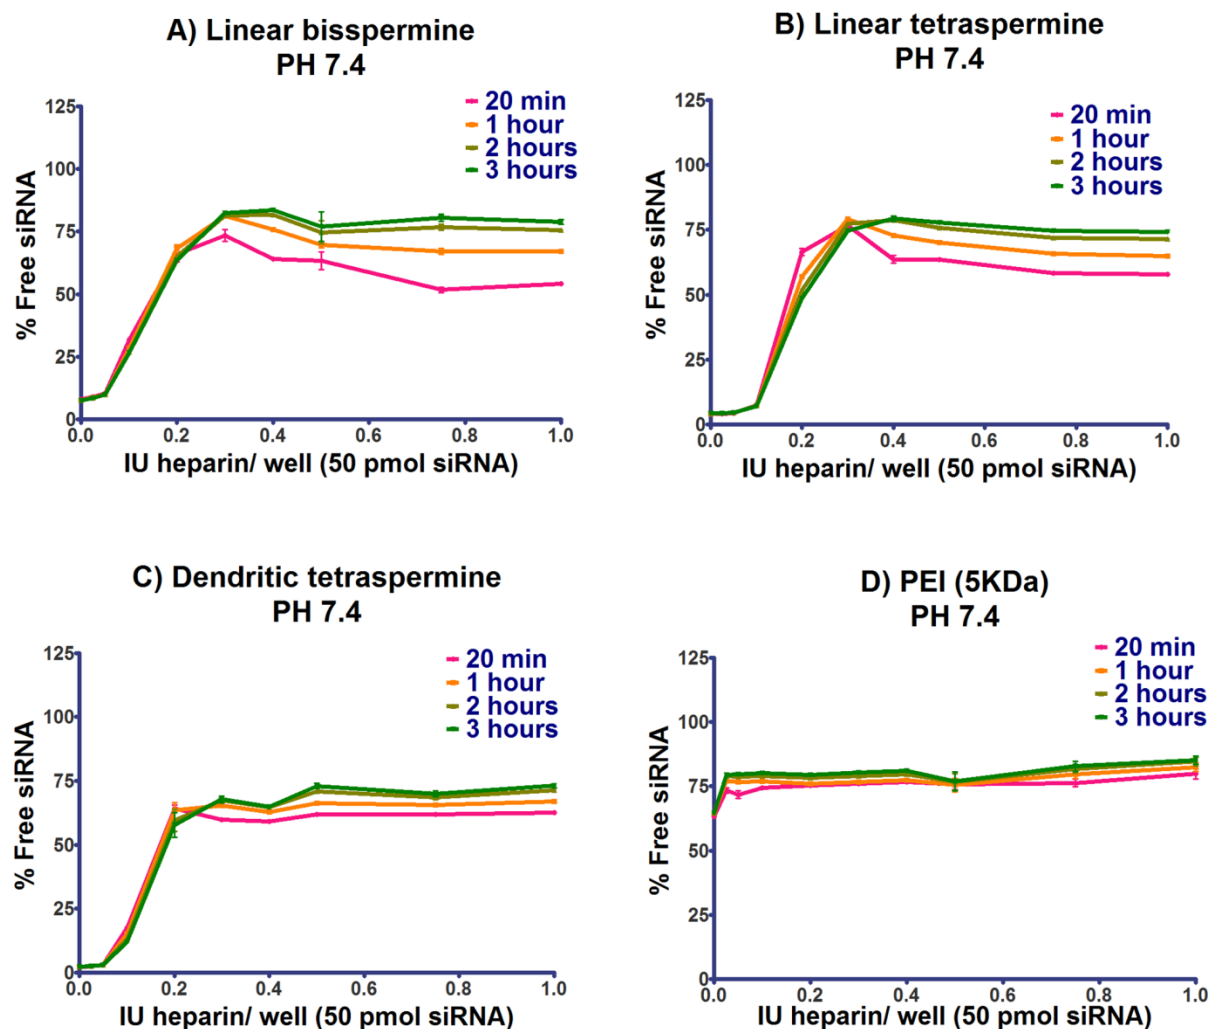 A) Linear bisspermine
PH 7.4
20 min
1 hour
2 hours
3 hours
125
100
75
50
25
0
% Free siRNA
0.0 0.2 0.4 0.6 0.8 1.0
IU heparin/ well (50 pmol siRNA)
B) Linear tetraspermine
PH 7.4
20 min
1 hour
2 hours
3 hours
125
100
75
50
25
0
% Free siRNA
0.0 0.2 0.4 0.6 0.8 1.0
IU heparin/ well (50 pmol siRNA)
C) Dendritic tetraspermine
PH 7.4
20 min
1 hour
2 hours
3 hours
125
100
75
50
25
0
% Free siRNA
0.0 0.2 0.4 0.6 0.8 1.0
IU heparin/ well (50 pmol siRNA)
D) PEI (5KDa)
PH 7.4
20 min
1 hour
2 hours
3 hours
125
100
75
50
25
0
% Free siRNA
0.0 0.2 0.4 0.6 0.8 1.0
IU heparin/ well (50 pmol siRNA)